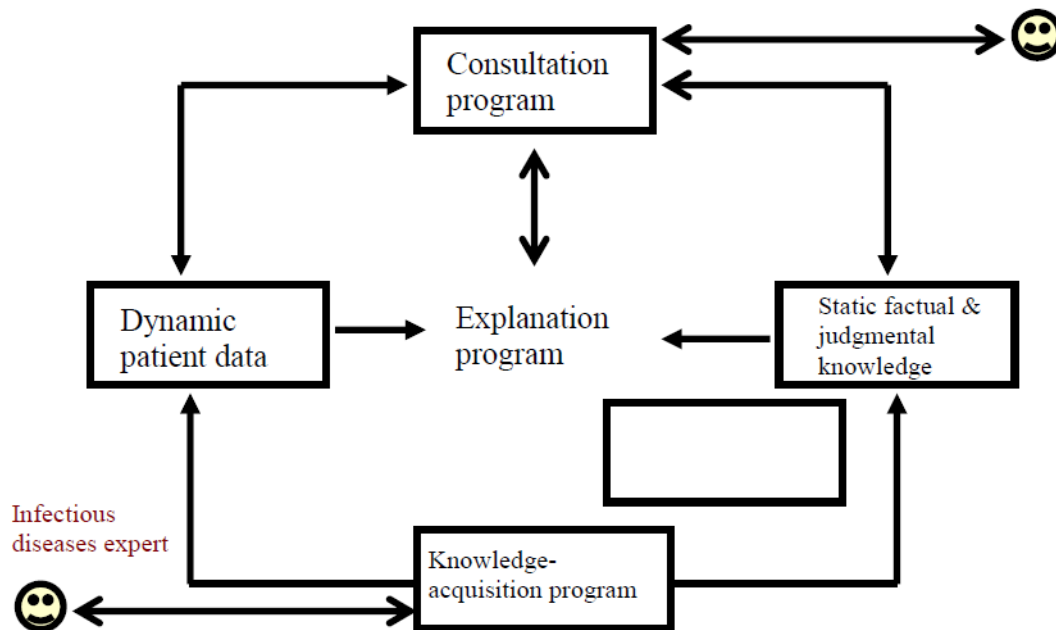 Consultation
program
Dynamic
patient data
Explanation
program
Static factual &
judgmental
knowledge
Infectious
diseases expert
Knowledge-
acquisition program